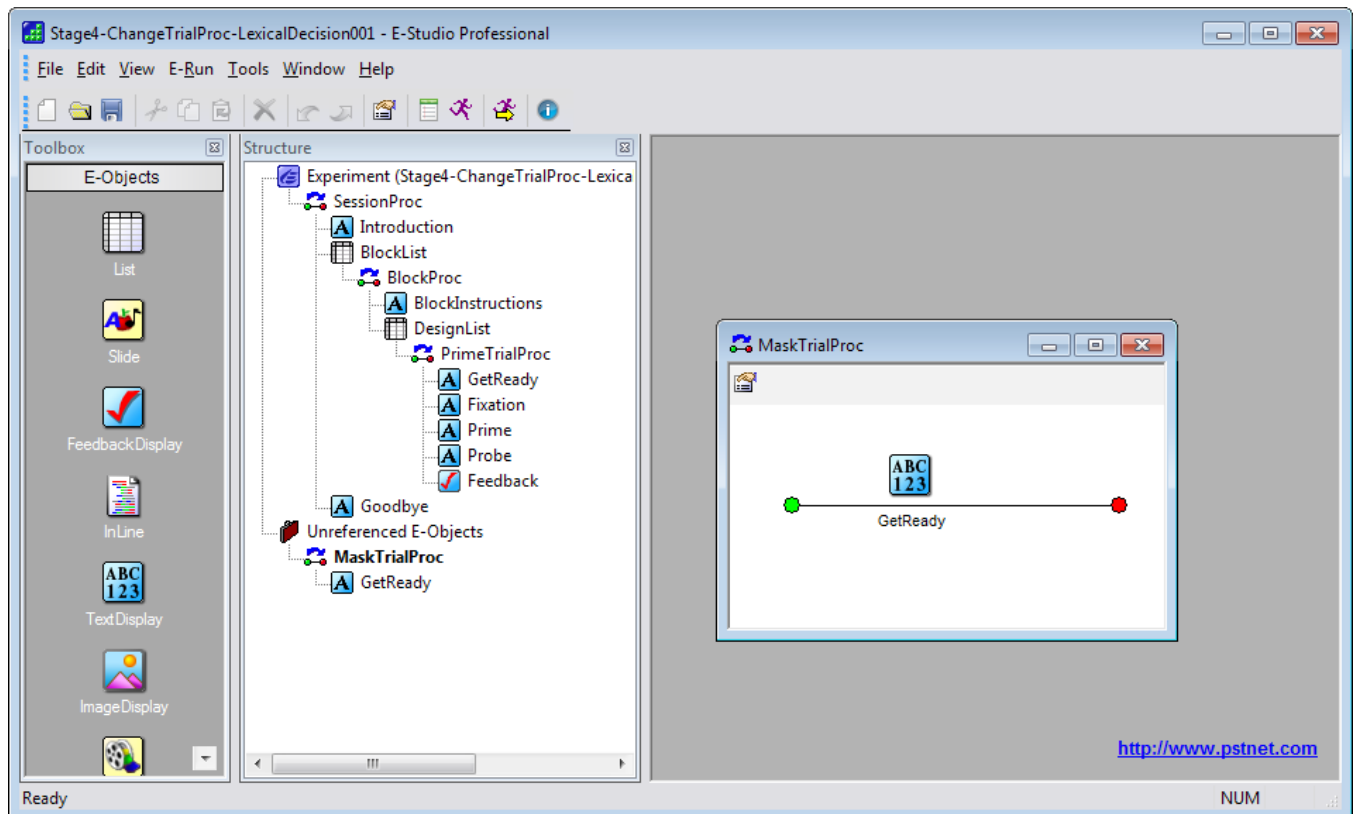 Stage4-ChangeTrialProc-LexicalDecision001 - E-Studio Professional
File Edit View E-Run Tools Window Help
Toolbox
E-Objects
List
Slide
FeedbackDisplay
InLine
ABC
123
TextDisplay
ImageDisplay
Structure
Experiment (Stage4-ChangeTrialProc-Lexica
SessionProc
A Introduction
BlockList
BlockProc
A BlockInstructions
DesignList
PrimeTrialProc
A GetReady
A Fixation
A Prime
A Probe
Feedback
A Goodbye
Unreferenced E-Objects
MaskTrialProc
A GetReady
MaskTrialProc
ABC
123
GetReady
http://www.pstnet.com
Ready
NUM